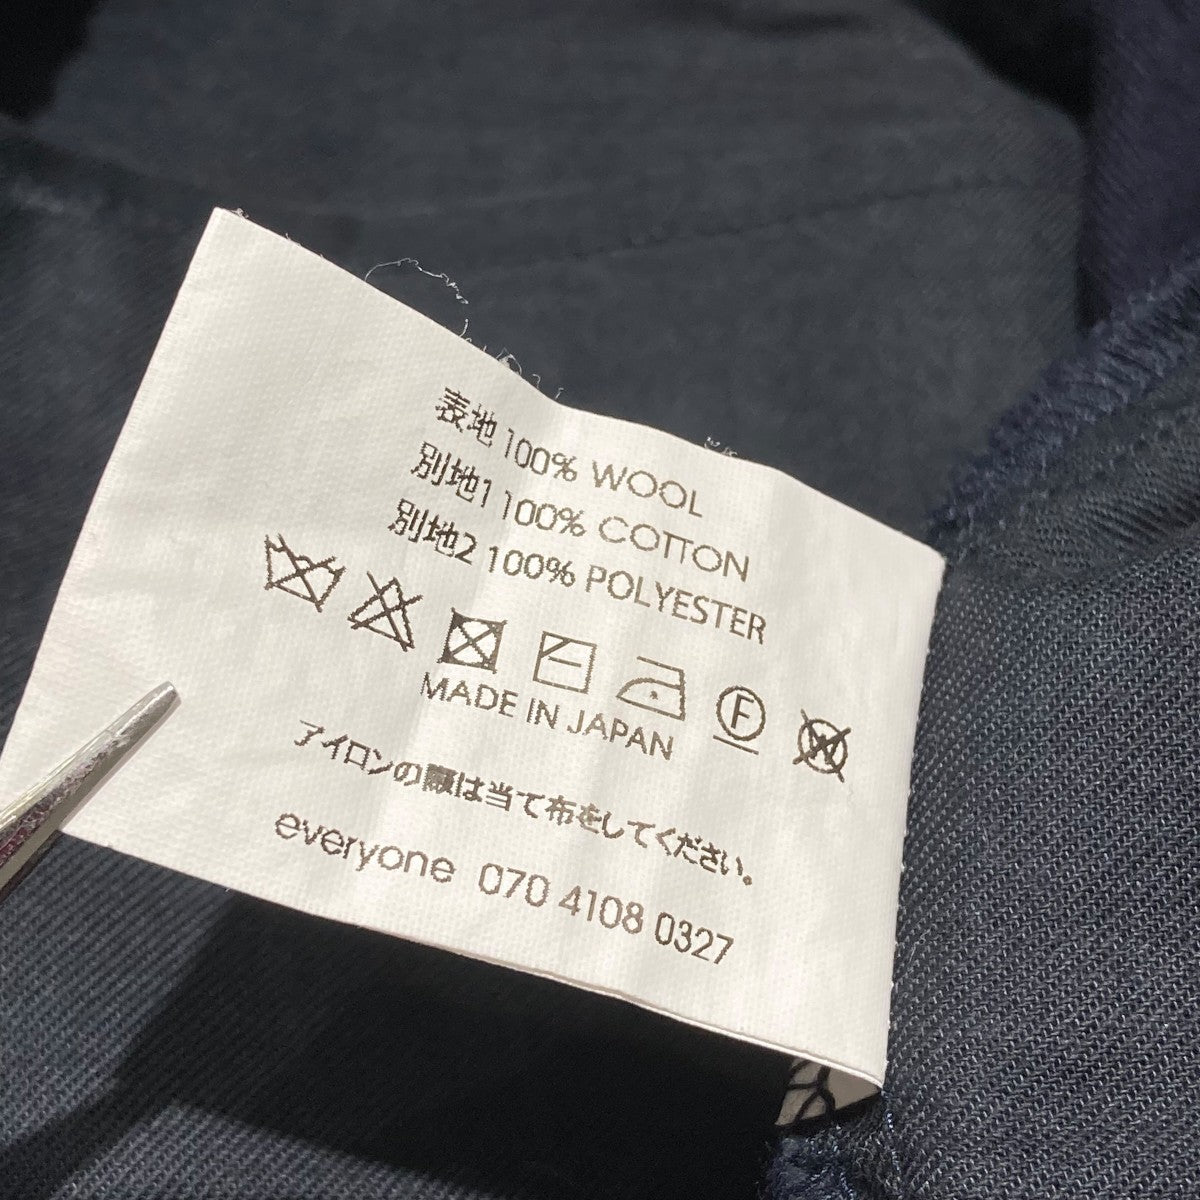 表地 100% WOOL
別地1 100% COTTON
別地2 100% POLYESTER
F W
MADE IN JAPAN
アイロンの際は当て布をしてください。
everyone 070 4108 0327